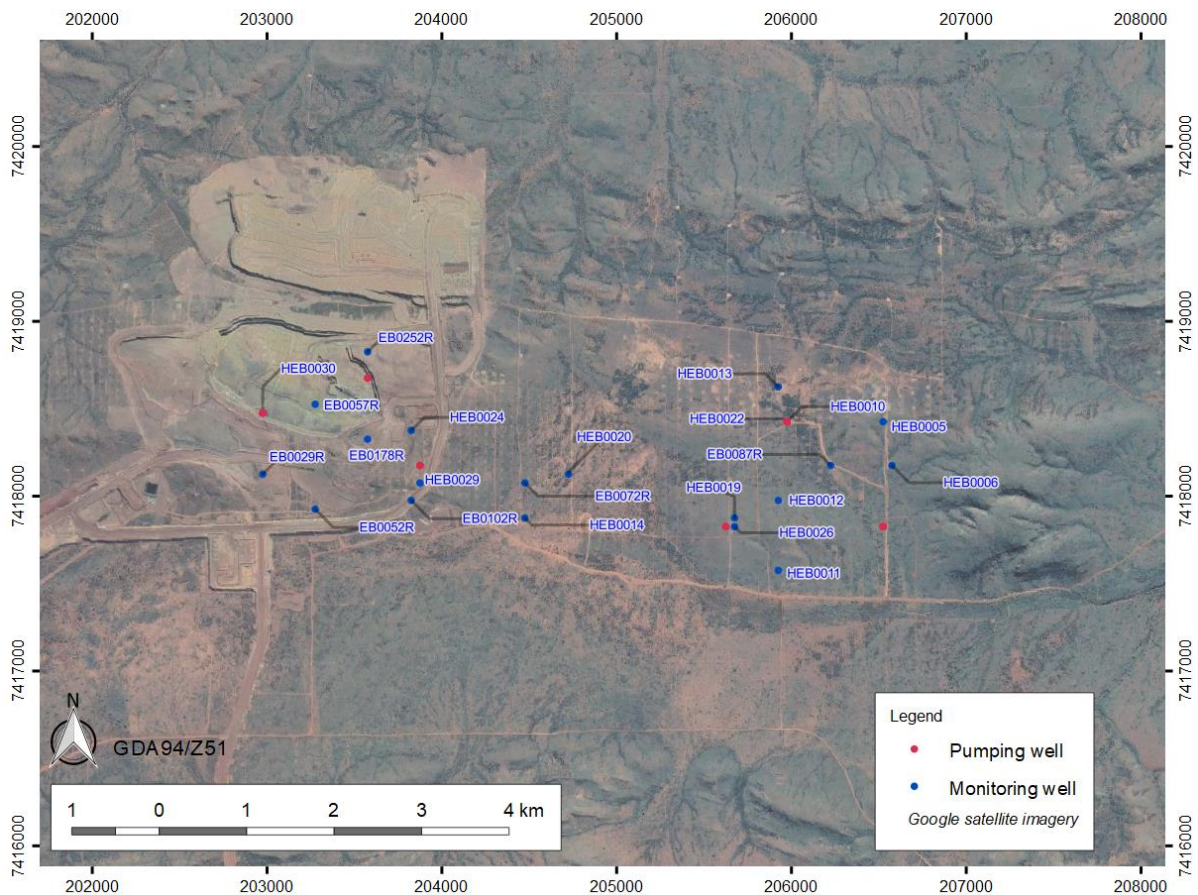 202000 203000 204000 205000 206000 207000 208000
7420000 7420000
7419000 7419000
EB0252R
HEB0030
HEB0013
EB0057R
HEB0024
HEB0022 HEB0010
HEB0005
HEB0020
EB0029R EB0178R
EB0087R
HEB0029
HEB0019
HEB0006
7418000 7418000
EB0072R
HEB0012
EB0052R EB0102R HEB0014
HEB0026
HEB0011
7417000 7417000
N
GDA94/Z51
Legend
Pumping well
Monitoring well
Google satellite imagery
1 0 1 2 3 4 km
7416000 7416000
202000 203000 204000 205000 206000 207000 208000